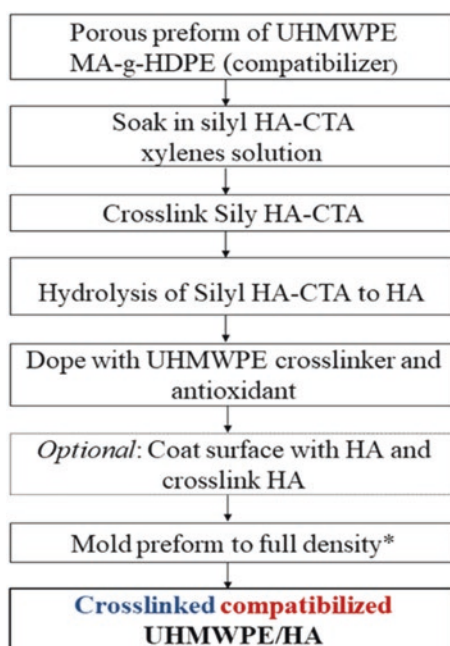 Porous preform of UHMWPE
MA-g-HDPE (compatibilizer)
Soak in silyl HA-CTA
xylenes solution
Crosslink Sily HA-CTA
Hydrolysis of Silyl HA-CTA to HA
Dope with UHMWPE crosslinker and
antioxidant
Optional: Coat surface with HA and
crosslink HA
Mold preform to full density*
Crosslinked compatibilized
UHMWPE/HA